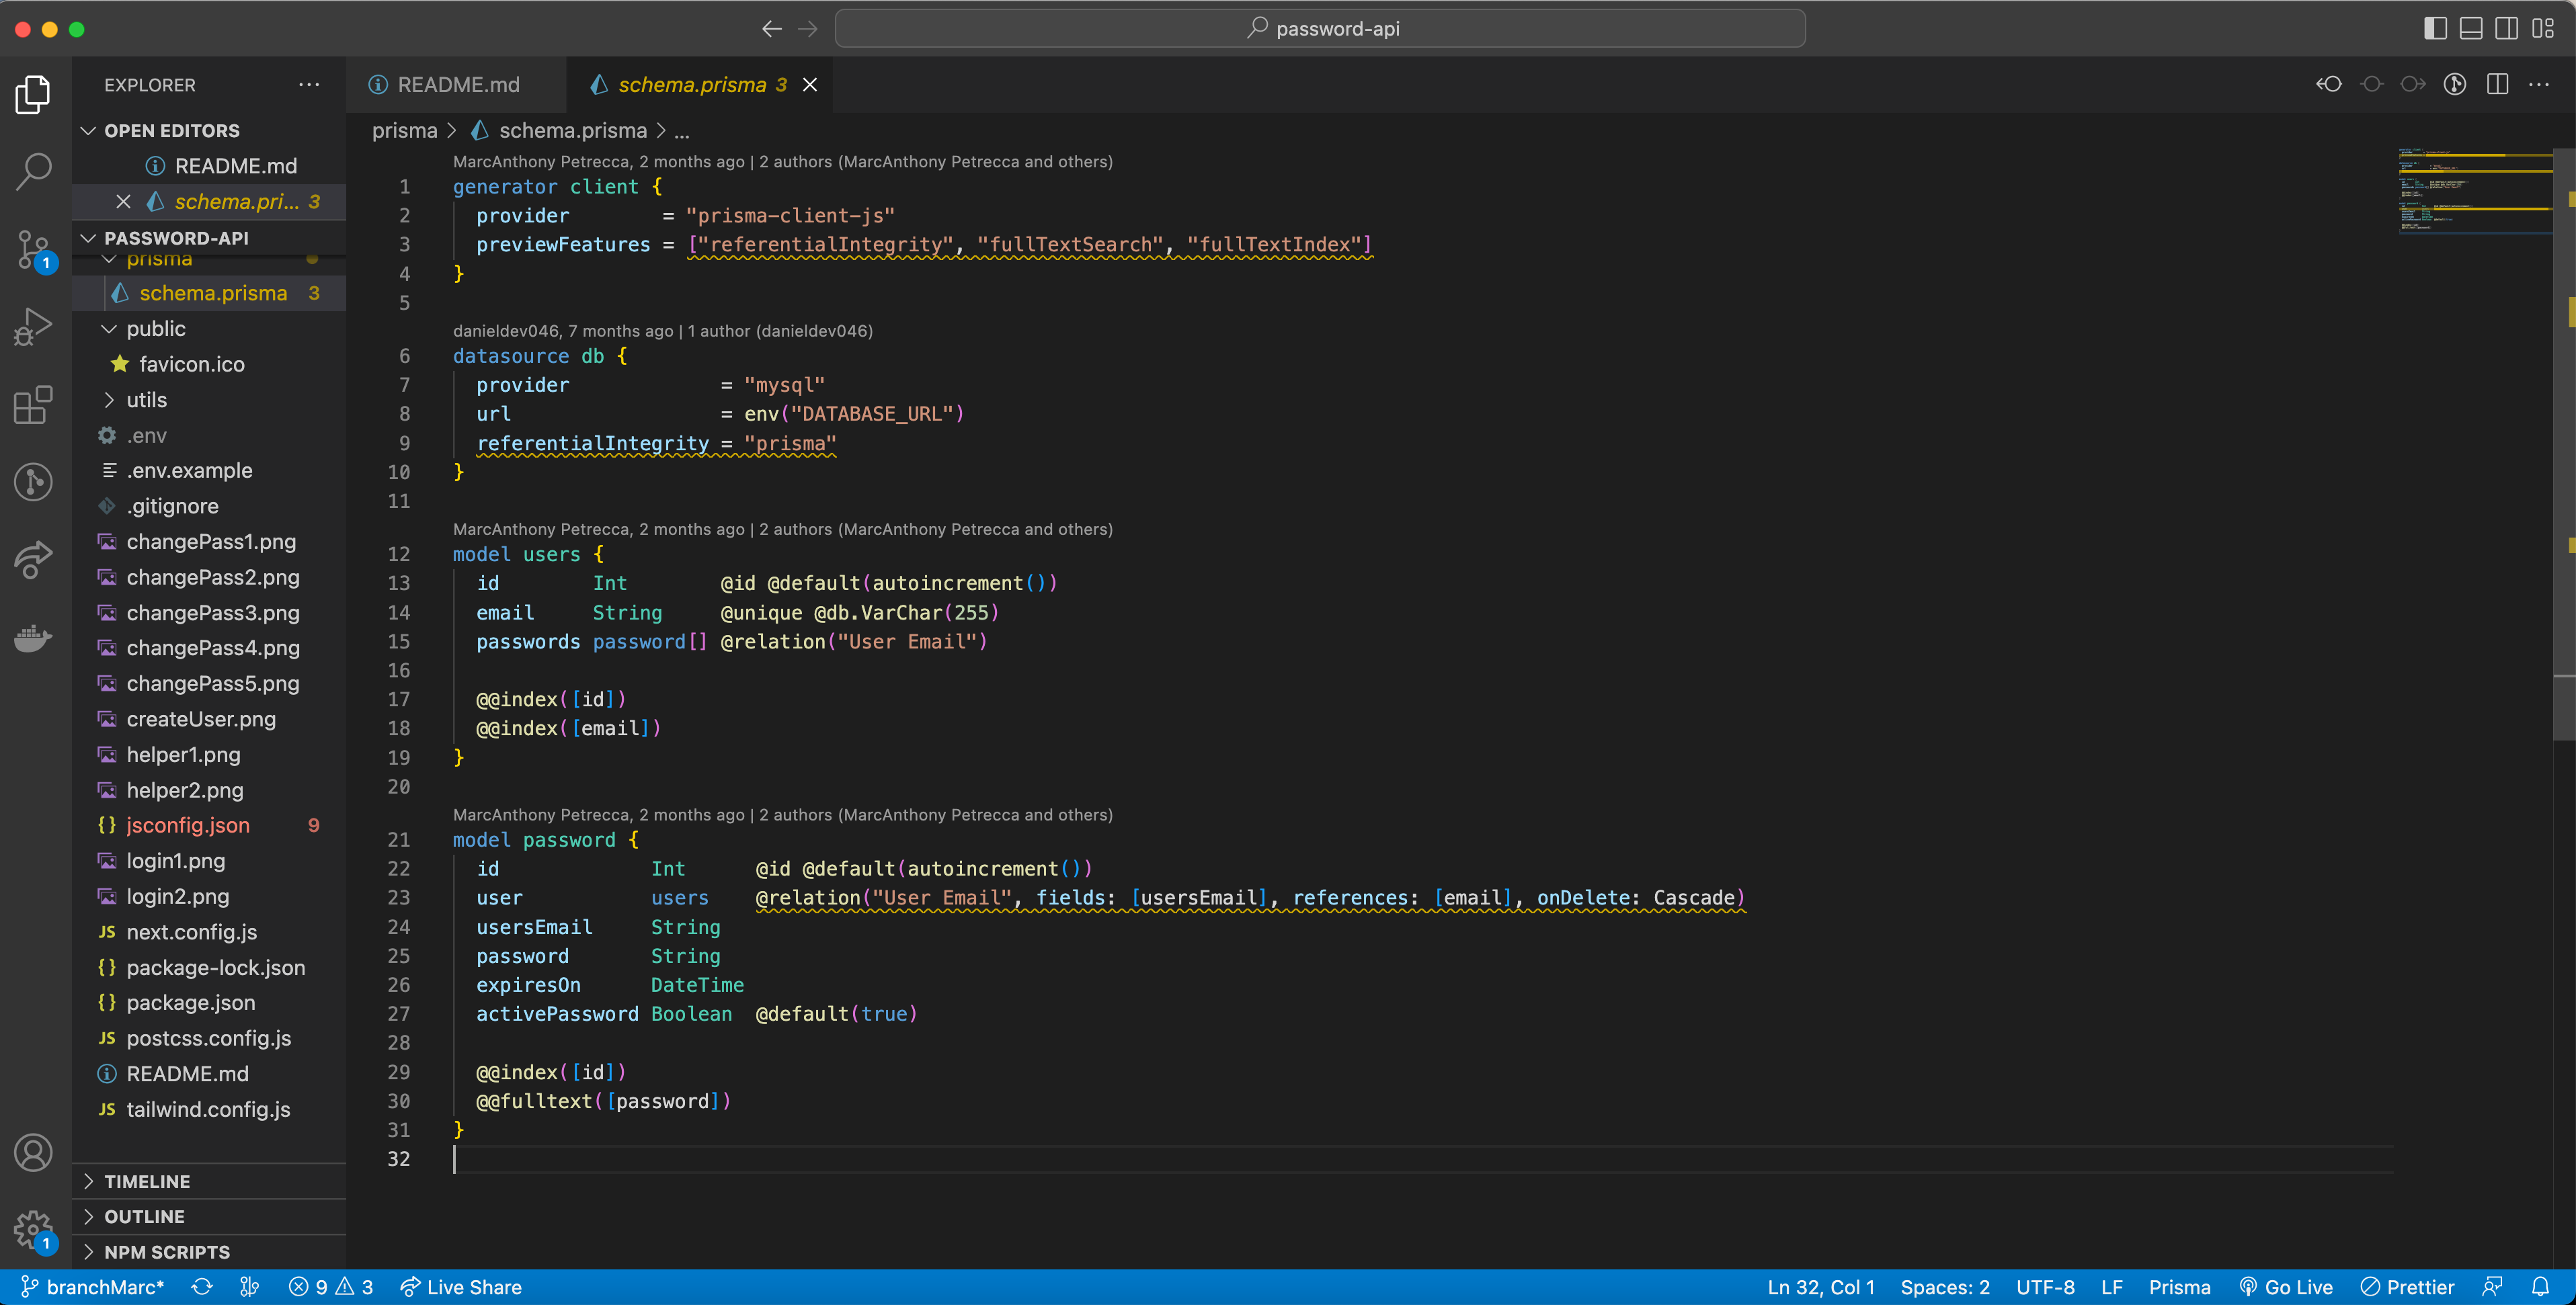 password-api
EXPLORER
OPEN EDITORS
README.md
schema.pri... 3
PASSWORD-API
prisma
schema.prisma 3
public
favicon.ico
utils
.env
.env.example
.gitignore
changePass1.png
changePass2.png
changePass3.png
changePass4.png
changePass5.png
createUser.png
helper1.png
helper2.png
jsconfig.json 9
login1.png
login2.png
next.config.js
package-lock.json
package.json
postcss.config.js
README.md
tailwind.config.js
TIMELINE
OUTLINE
NPM SCRIPTS
1
1
README.md
schema.prisma 3
prisma > schema.prisma > ...
MarcAnthony Petrecca, 2 months ago | 2 authors (MarcAnthony Petrecca and others)
1 generator client {
2   provider        = "prisma-client-js"
3   previewFeatures = ["referentialIntegrity", "fullTextSearch", "fullTextIndex"]
4 }
5
danieldev046, 7 months ago | 1 author (danieldev046)
6 datasource db {
7   provider             = "mysql"
8   url                  = env("DATABASE_URL")
9   referentialIntegrity = "prisma"
10 }
11
MarcAnthony Petrecca, 2 months ago | 2 authors (MarcAnthony Petrecca and others)
12 model users {
13   id        Int        @id @default(autoincrement())
14   email     String     @unique @db.VarChar(255)
15   passwords password[] @relation("User Email")
16
17   @@index([id])
18   @@index([email])
19 }
20
MarcAnthony Petrecca, 2 months ago | 2 authors (MarcAnthony Petrecca and others)
21 model password {
22   id             Int      @id @default(autoincrement())
23   user           users    @relation("User Email", fields: [usersEmail], references: [email], onDelete: Cascade)
24   usersEmail     String
25   password       String
26   expiresOn      DateTime
27   activePassword Boolean  @default(true)
28
29   @@index([id])
30   @@fulltext([password])
31 }
32
branchMarc* 9 3 Live Share Ln 32, Col 1 Spaces: 2 UTF-8 LF Prisma Go Live Prettier